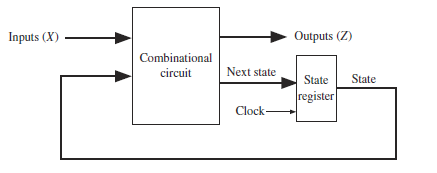 Inputs (X)
Outputs (Z)
Combinational
circuit
Next state
State
register
State
Clock